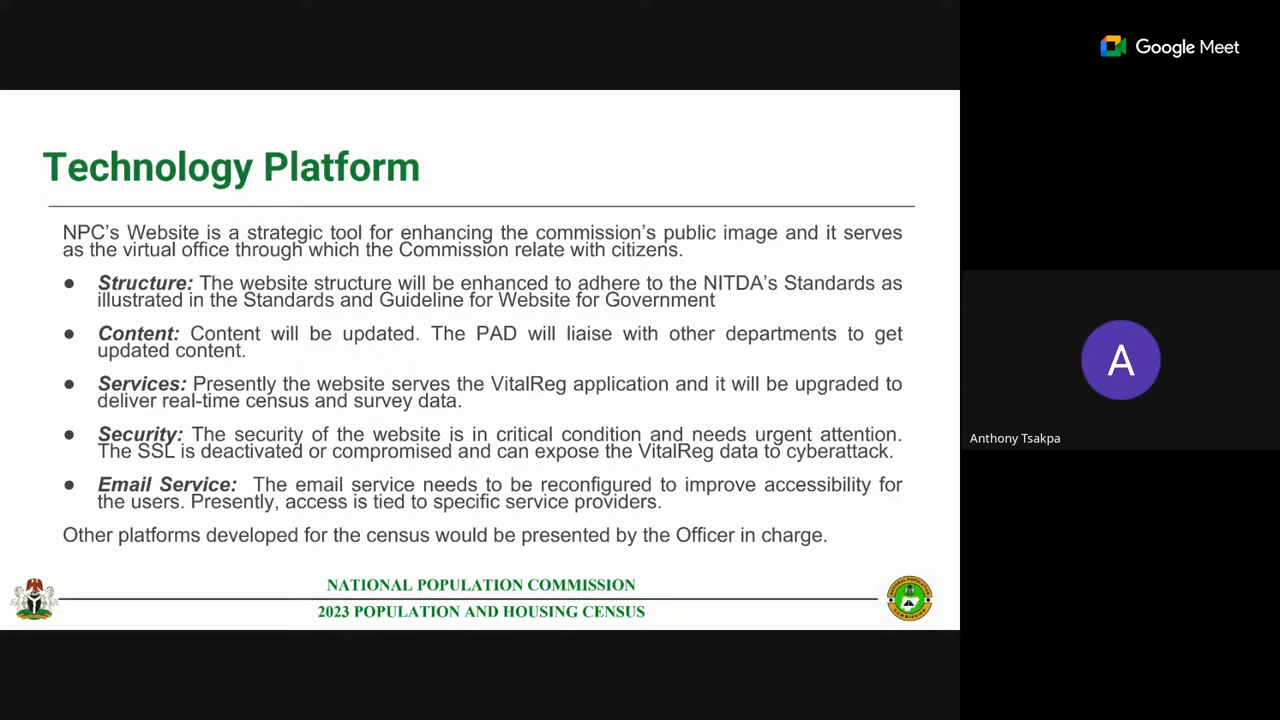 Google Meet
Technology Platform
NPC's Website is a strategic tool for enhancing the commission's public image and it serves
as the virtual office through which the Commission relate with citizens.
● Structure: The website structure will be enhanced to adhere to the NITDA's Standards as
illustrated in the Standards and Guideline for Website for Government
● Content: Content will be updated. The PAD will liaise with other departments to get
updated content.
● Services: Presently the website serves the VitalReg application and it will be upgraded to
deliver real-time census and survey data.
● Security: The security of the website is in critical condition and needs urgent attention.
The SSL is deactivated or compromised and can expose the VitalReg data to cyberattack.
● Email Service: The email service needs to be reconfigured to improve accessibility for
the users. Presently, access is tied to specific service providers.
Other platforms developed for the census would be presented by the Officer in charge.
NATIONAL POPULATION COMMISSION
2023 POPULATION AND HOUSING CENSUS
A
Anthony Tsakpa